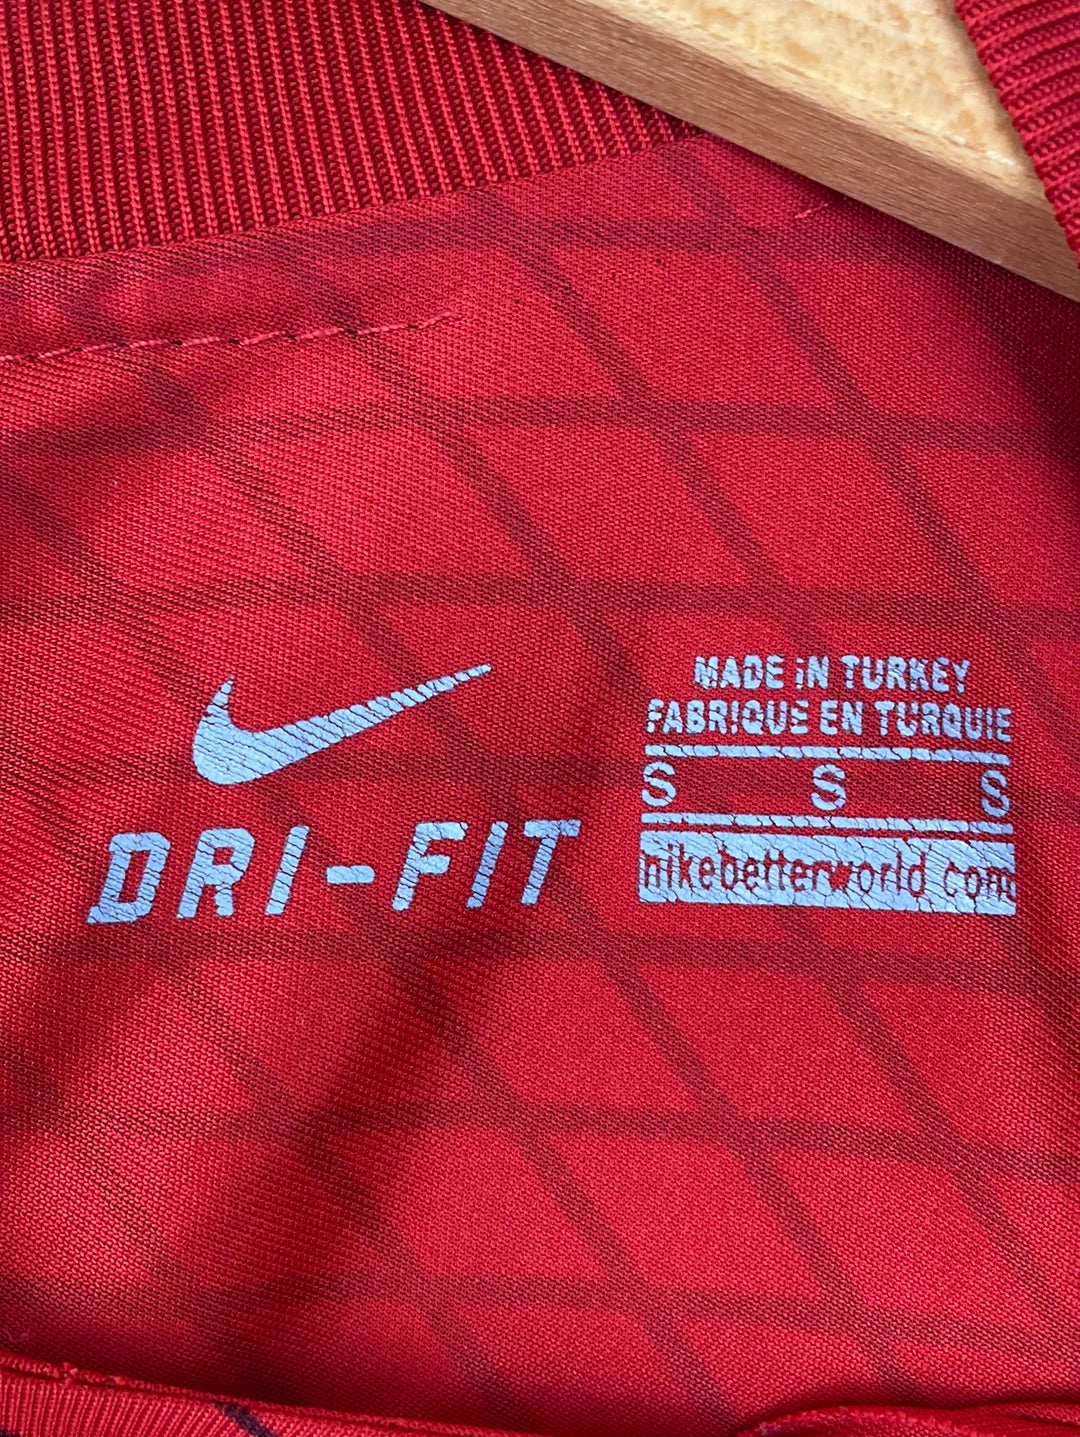 DRI-FIT
MADE IN TURKEY
FABRIQUE EN TURQUIE
S S S
nikebetterworld.com